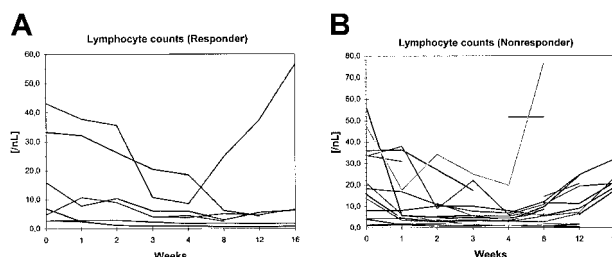 A
Lymphocyte counts (Responder)
[/nL]
60,0
50,0
40,0
30,0
20,0
10,0
0,0
0 1 2 3 4 8 12 16
Weeks
B
Lymphocyte counts (Nonresponder)
[/nL]
80,0
70,0
60,0
50,0
40,0
30,0
20,0
10,0
0,0
0 1 2 3 4 8 12
Weeks